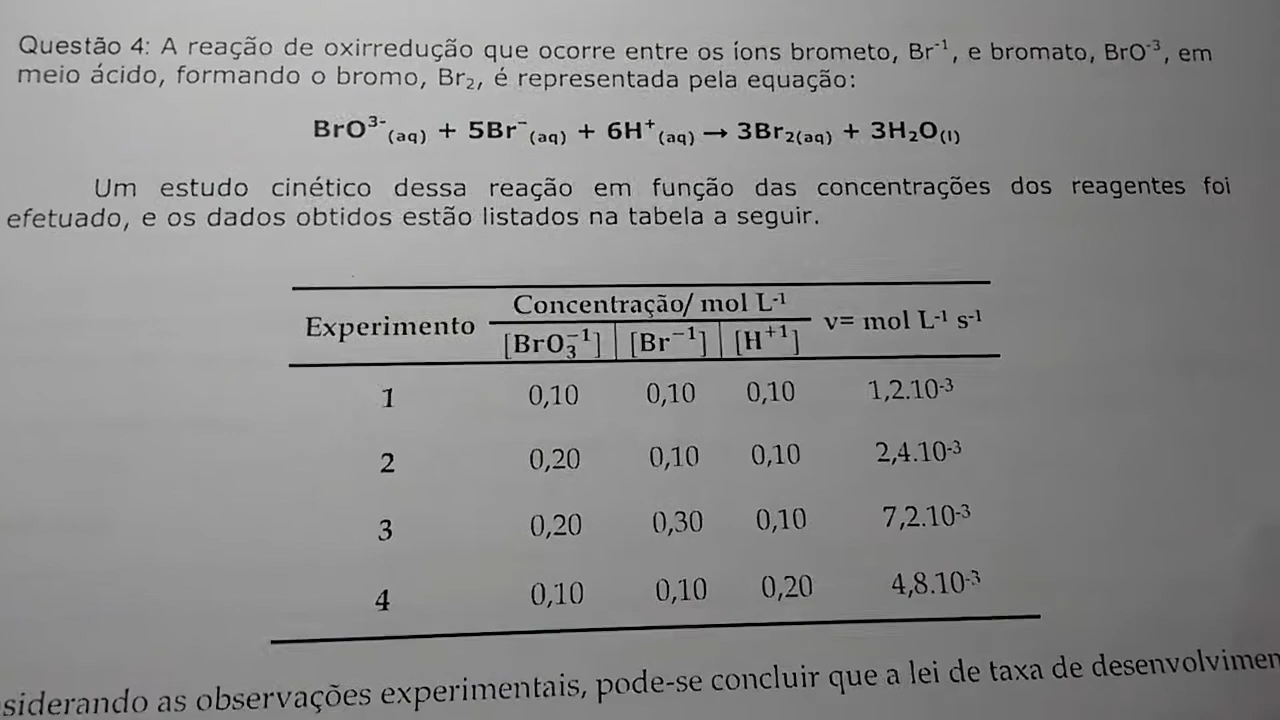 Questão 4: A reação de oxirredução que ocorre entre os íons brometo, Br⁻¹, e bromato, BrO⁻³, em
meio ácido, formando o bromo, Br₂, é representada pela equação:
BrO³⁻(aq) + 5Br⁻(aq) + 6H⁺(aq) → 3Br₂(aq) + 3H₂O(l)
Um estudo cinético dessa reação em função das concentrações dos reagentes foi
efetuado, e os dados obtidos estão listados na tabela a seguir.
Experimento Concentração/ mol L⁻¹ v= mol L⁻¹ s⁻¹
[BrO₃⁻¹] [Br⁻¹] [H⁺¹]
1 0,10 0,10 0,10 1,2.10⁻³
2 0,20 0,10 0,10 2,4.10⁻³
3 0,20 0,30 0,10 7,2.10⁻³
4 0,10 0,10 0,20 4,8.10⁻³
siderando as observações experimentais, pode-se concluir que a lei de taxa de desenvolvimen